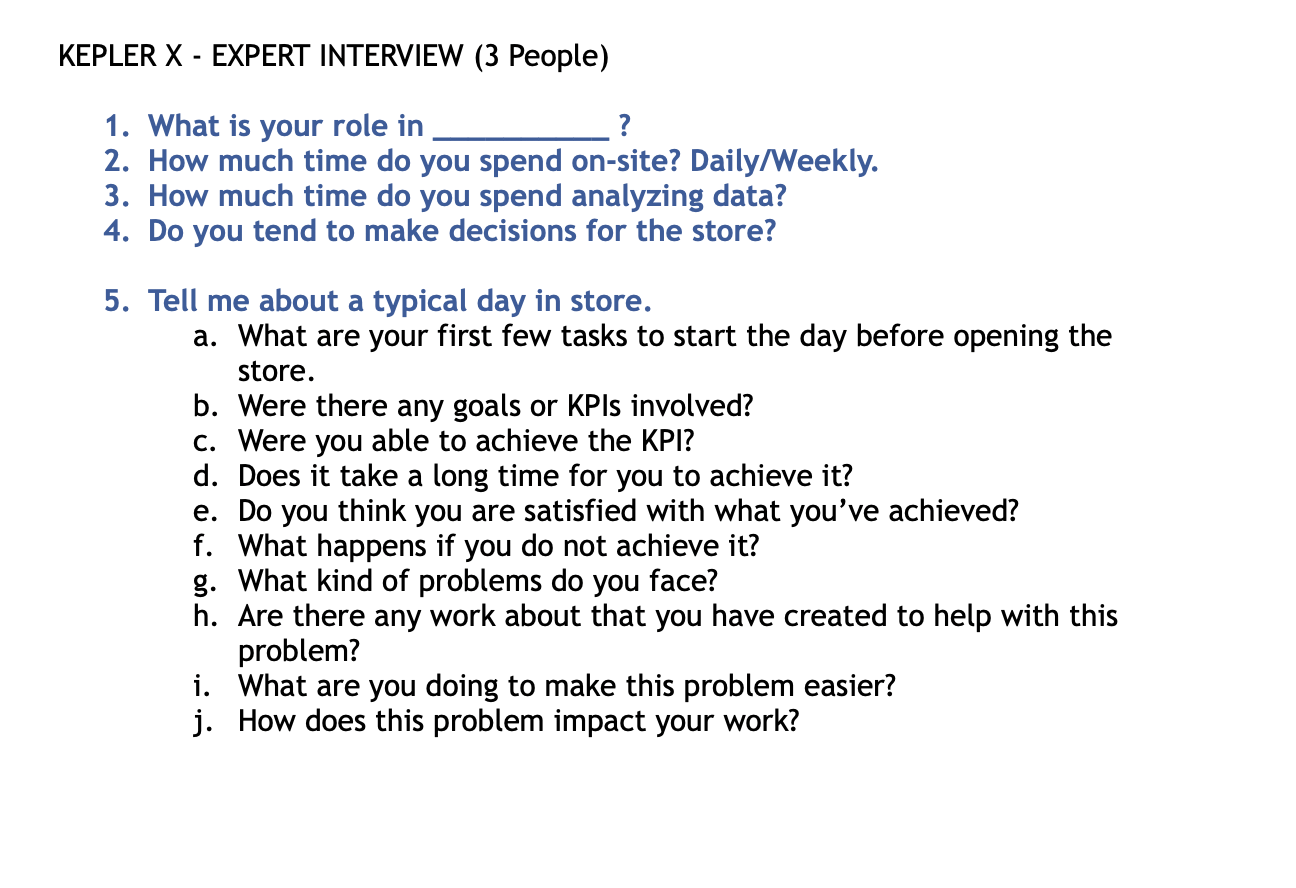 KEPLER X - EXPERT INTERVIEW (3 People)
1. What is your role in ___________ ?
2. How much time do you spend on-site? Daily/Weekly.
3. How much time do you spend analyzing data?
4. Do you tend to make decisions for the store?
5. Tell me about a typical day in store.
a. What are your first few tasks to start the day before opening the
store.
b. Were there any goals or KPIs involved?
c. Were you able to achieve the KPI?
d. Does it take a long time for you to achieve it?
e. Do you think you are satisfied with what you’ve achieved?
f. What happens if you do not achieve it?
g. What kind of problems do you face?
h. Are there any work about that you have created to help with this
problem?
i. What are you doing to make this problem easier?
j. How does this problem impact your work?